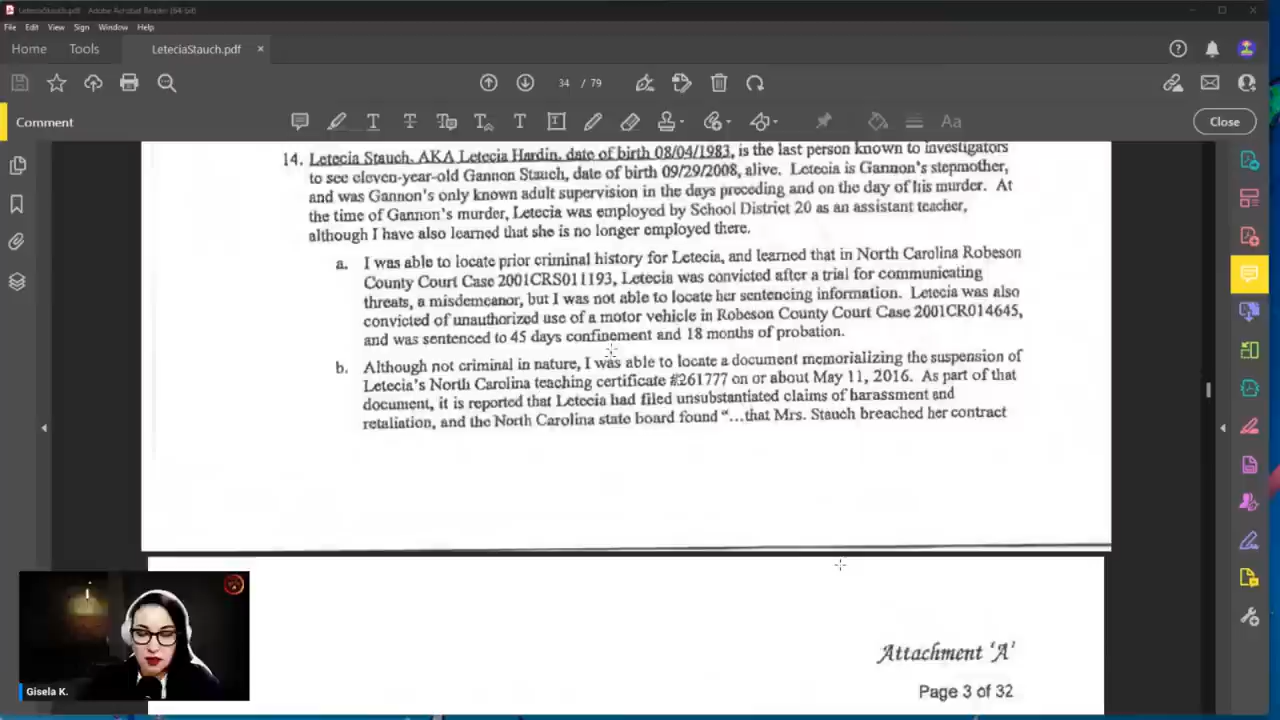 LeteciaStauch.pdf - Adobe Acrobat Reader (64-bit)
File Edit View Sign Window Help
Home Tools LeteciaStauch.pdf ×
34 / 79
Comment
Close
14. Letecia Stauch, AKA Letecia Hardin, date of birth 08/04/1983, is the last person known to investigators
to see eleven-year-old Gannon Stauch, date of birth 09/29/2008, alive. Letecia is Gannon's stepmother,
and was Gannon's only known adult supervision in the days preceding and on the day of his murder. At
the time of Gannon's murder, Letecia was employed by School District 20 as an assistant teacher,
although I have also learned that she is no longer employed there.
a. I was able to locate prior criminal history for Letecia, and learned that in North Carolina Robeson
County Court Case 2001CRS011193, Letecia was convicted after a trial for communicating
threats, a misdemeanor, but I was not able to locate her sentencing information. Letecia was also
convicted of unauthorized use of a motor vehicle in Robeson County Court Case 2001CR014645,
and was sentenced to 45 days confinement and 18 months of probation.
b. Although not criminal in nature, I was able to locate a document memorializing the suspension of
Letecia's North Carolina teaching certificate #261777 on or about May 11, 2016. As part of that
document, it is reported that Letecia had filed unsubstantiated claims of harassment and
retaliation, and the North Carolina state board found "...that Mrs. Stauch breached her contract
Attachment 'A'
Page 3 of 32
Gisela K.